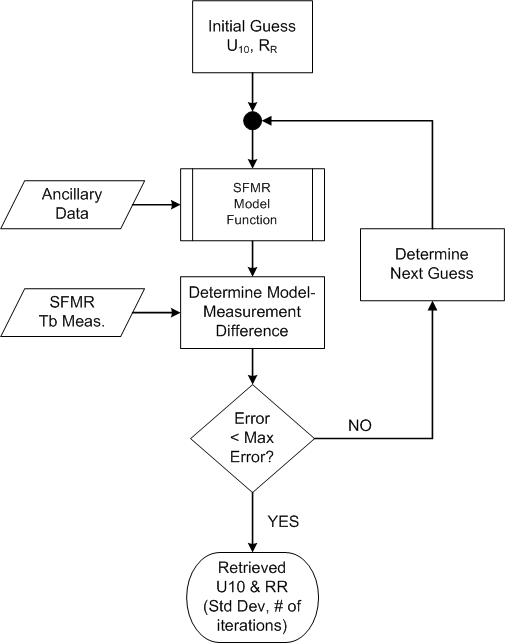 Initial Guess
U10, RR
Ancillary
Data
SFMR
Model
Function
Determine
Next Guess
SFMR
Tb Meas.
Determine Model-
Measurement
Difference
Error
< Max
Error?
NO
YES
Retrieved
U10 & RR
(Std Dev, # of
iterations)